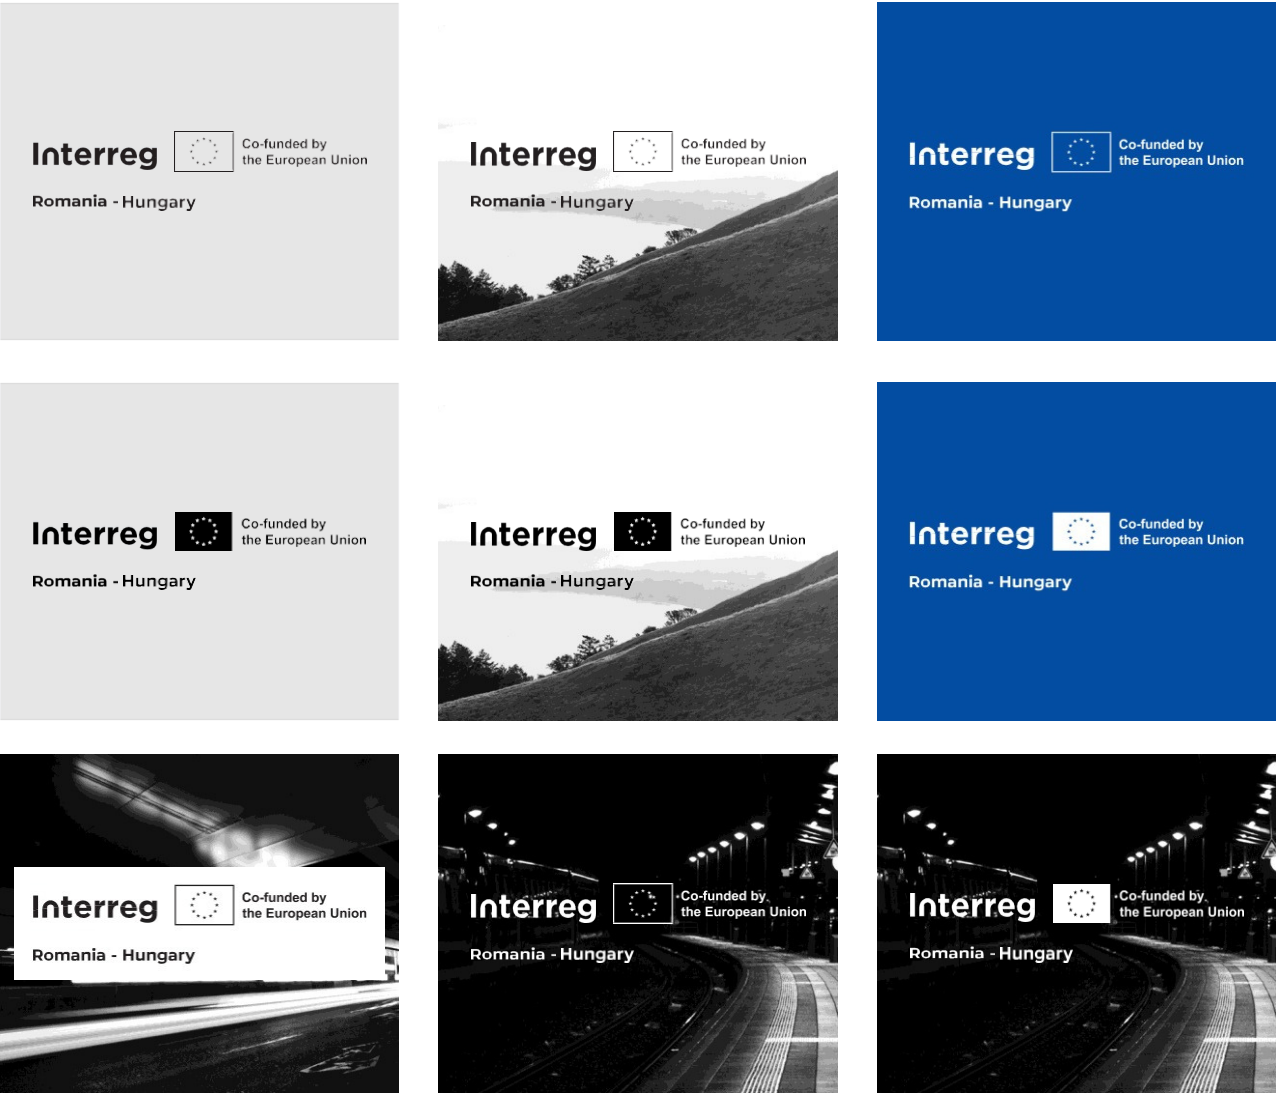 Interreg
Co-funded by
the European Union
Romania - Hungary
Interreg
Co-funded by
the European Union
Romania - Hungary
Interreg
Co-funded by
the European Union
Romania - Hungary
Interreg
Co-funded by
the European Union
Romania - Hungary
Interreg
Co-funded by
the European Union
Romania - Hungary
Interreg
Co-funded by
the European Union
Romania - Hungary
Interreg
Co-funded by
the European Union
Romania - Hungary
Interreg
Co-funded by
the European Union
Romania - Hungary
Interreg
Co-funded by
the European Union
Romania - Hungary